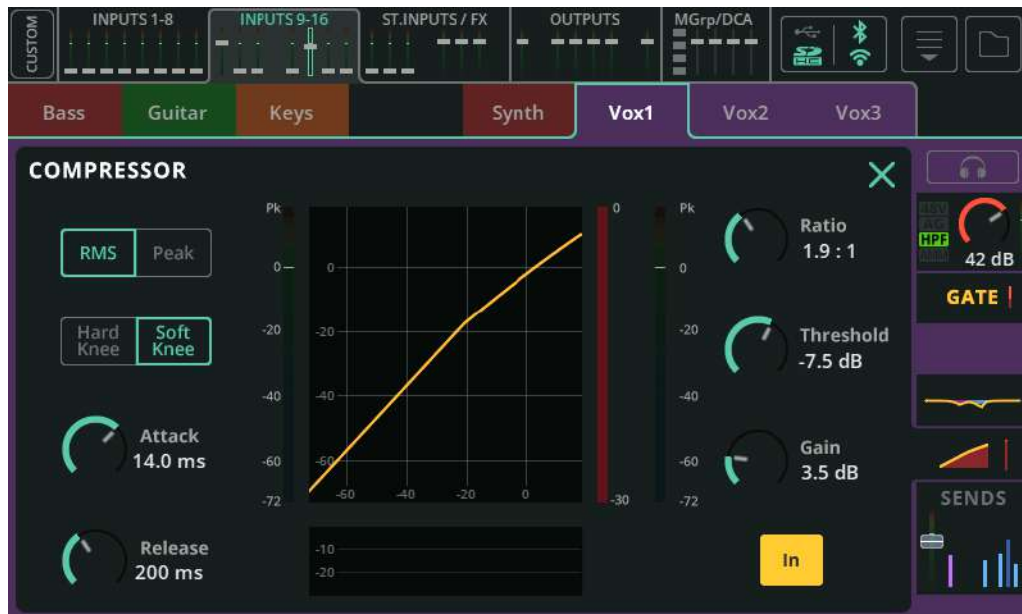 CUSTOM
INPUTS 1-8
INPUTS 9-16
ST.INPUTS / FX
OUTPUTS
MGrp/DCA
Bass
Guitar
Keys
Synth
Vox1
Vox2
Vox3
COMPRESSOR
RMS
Peak
Hard
Knee
Soft
Knee
Attack
14.0 ms
Release
200 ms
Pk
0
-20
-40
-60
-72
0
-20
-40
-60
-60
-40
-20
0
-10
-20
0
-30
Pk
0
-20
-40
-60
-72
Ratio
1.9 : 1
Threshold
-7.5 dB
Gain
3.5 dB
In
48V
HPF
42 dB
GATE
SENDS